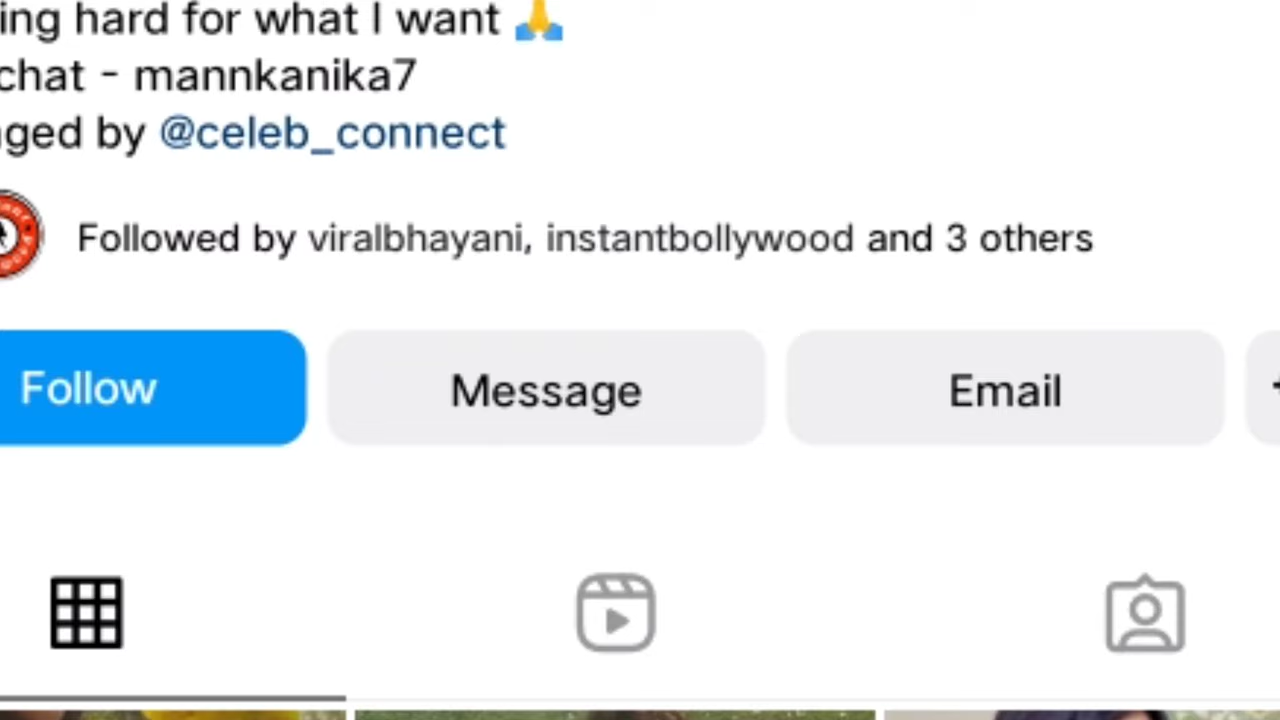 ing hard for what I want 🙏
chat - mannkanika7
ged by @celeb_connect
Followed by viralbhayani, instantbollywood and 3 others
Follow
Message
Email